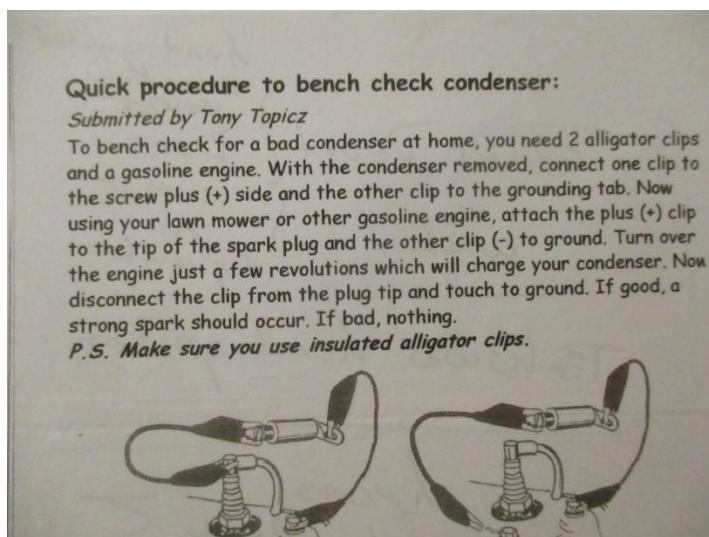 Quick procedure to bench check condenser:
Submitted by Tony Topicz
To bench check for a bad condenser at home, you need 2 alligator clips
and a gasoline engine. With the condenser removed, connect one clip to
the screw plus (+) side and the other clip to the grounding tab. Now
using your lawn mower or other gasoline engine, attach the plus (+) clip
to the tip of the spark plug and the other clip (-) to ground. Turn over
the engine just a few revolutions which will charge your condenser. Now
disconnect the clip from the plug tip and touch to ground. If good, a
strong spark should occur. If bad, nothing.
P.S. Make sure you use insulated alligator clips.